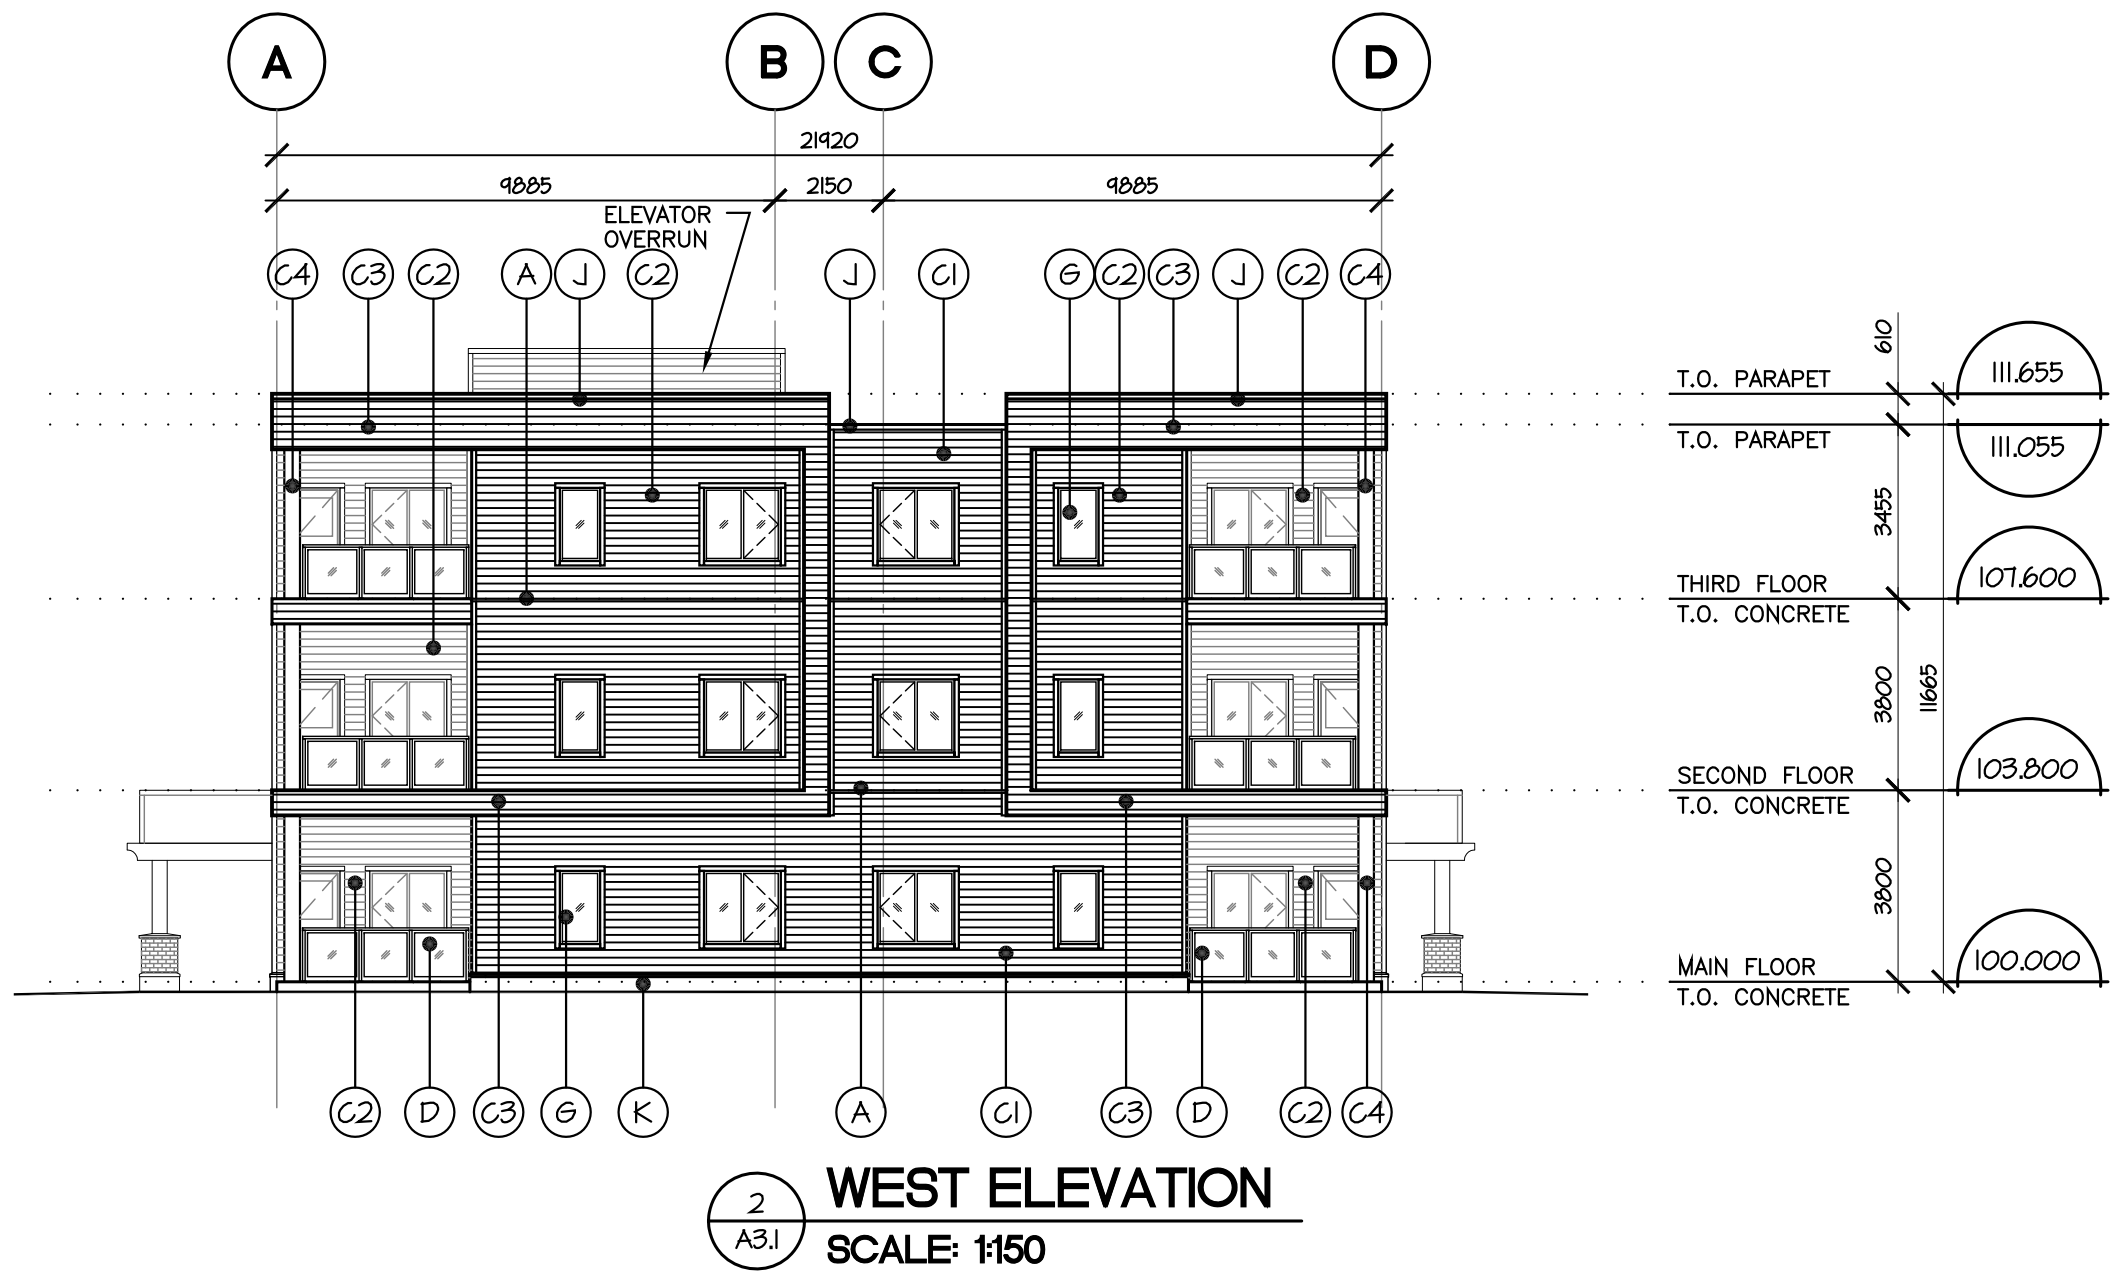 A B C D
21920
9885 2150 9885
ELEVATOR
OVERRUN
C4 C3 C2 A J C2 J C1 G C2 C3 J C2 C4
610
T.O. PARAPET 111.655
T.O. PARAPET 111.055
3455
THIRD FLOOR 107.600
T.O. CONCRETE
3800
11665
SECOND FLOOR 103.800
T.O. CONCRETE
3800
MAIN FLOOR 100.000
T.O. CONCRETE
C2 D C3 G K A C1 C3 D C2 C4
2 WEST ELEVATION
A3.1 SCALE: 1:150